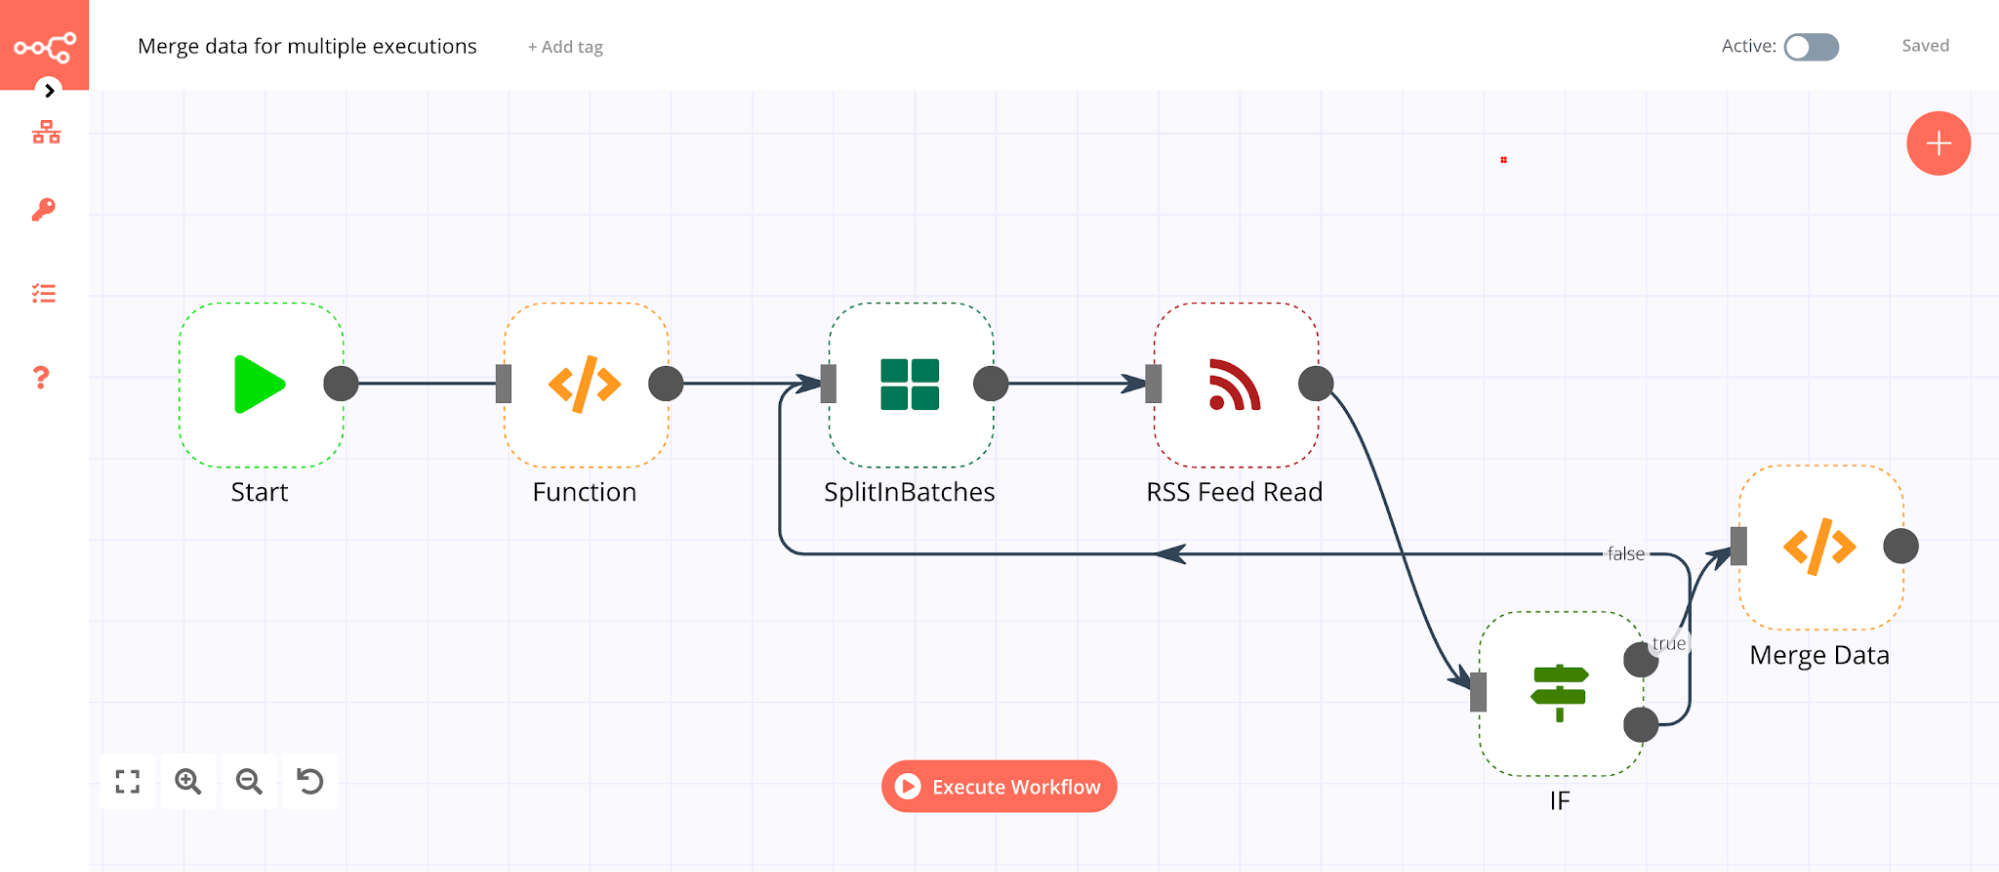 Merge data for multiple executions
+ Add tag
Active:
Saved
Start
Function
SplitInBatches
RSS Feed Read
false
true
Merge Data
IF
Execute Workflow